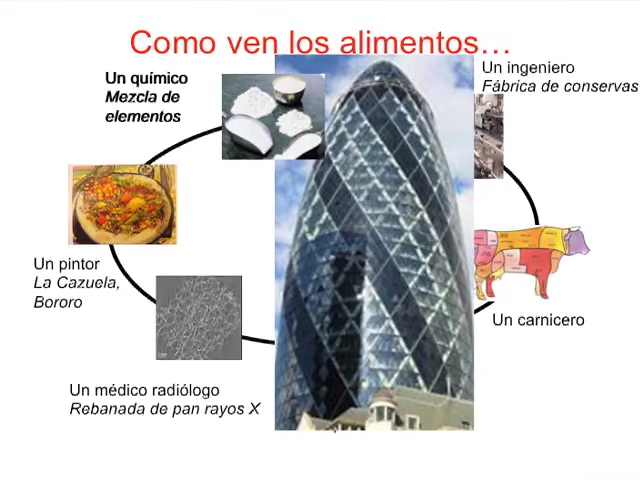 Como ven los alimentos…
Un químico
Mezcla de
elementos
Un ingeniero
Fábrica de conservas
Un pintor
La Cazuela,
Bororo
Un carnicero
Un médico radiólogo
Rebanada de pan rayos X